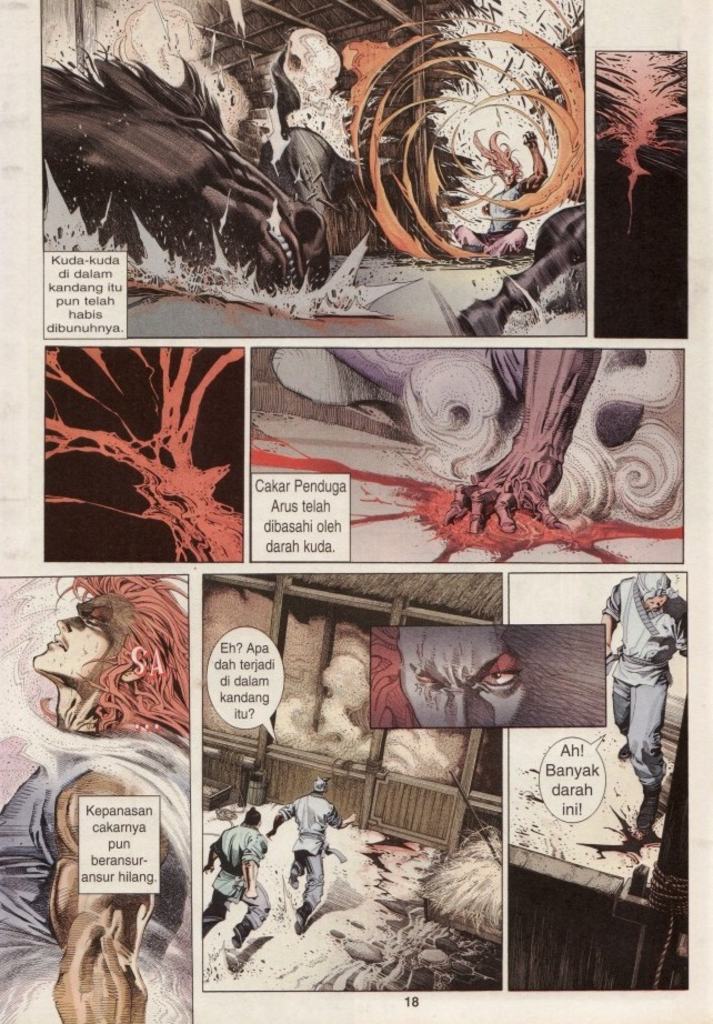 Kuda-kuda
di dalam
kandang itu
pun telah
habis
dibunuhnya.
Cakar Penduga
Arus telah
dibasahi oleh
darah kuda.
SA
...
Kepanasan
cakarnya
pun
beransur-
ansur hilang.
Eh? Apa
dah terjadi
di dalam
kandang
itu?
Ah!
Banyak
darah
ini!
18